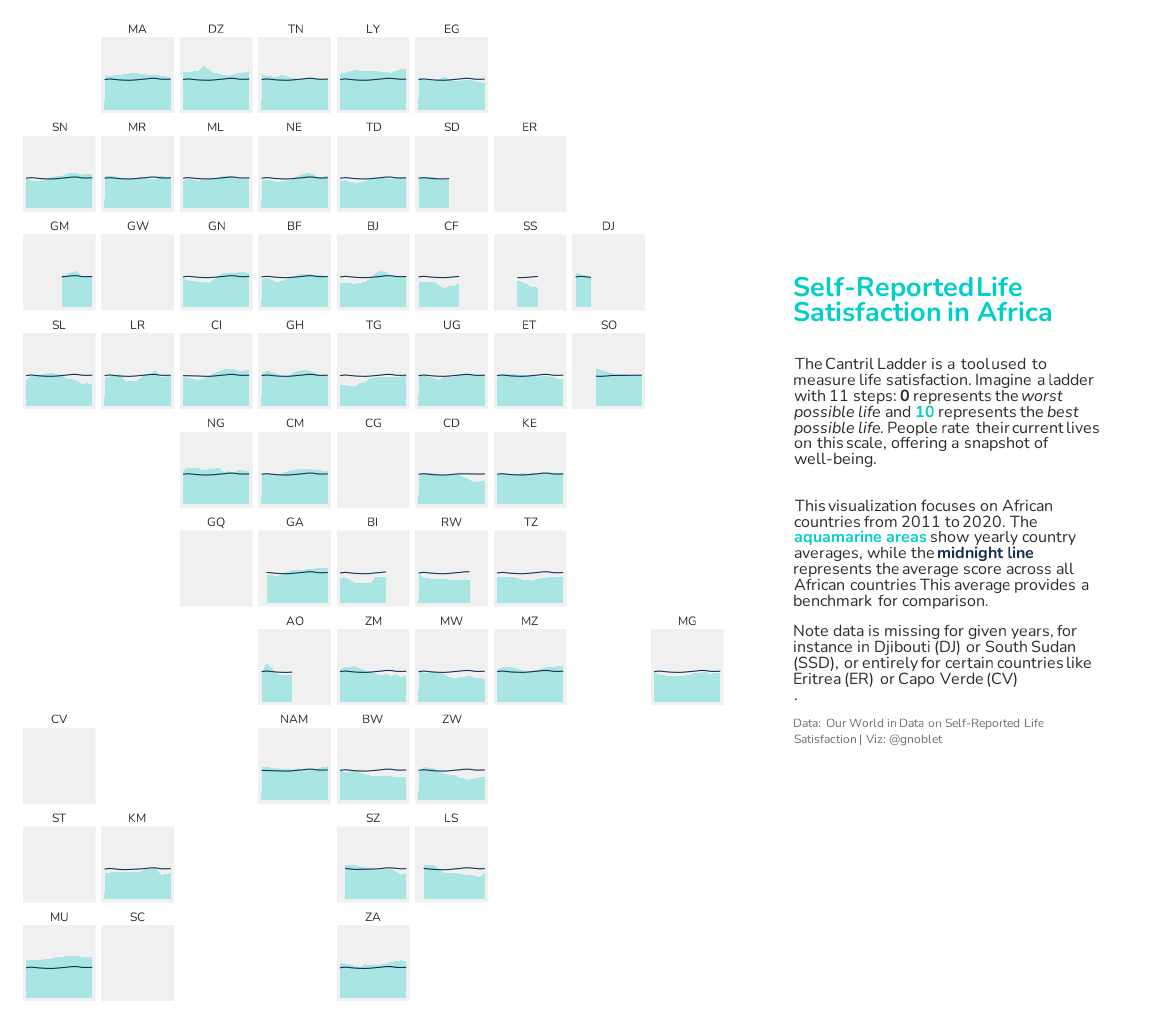 MA DZ TN LY EG
SN MR ML NE TD SD ER
GM GW GN BF BJ CF SS DJ
SL LR CI GH TG UG ET SO
NG CM CG CD KE
GQ GA BI RW TZ
AO ZM MW MZ MG
CV NAM BW ZW
ST KM SZ LS
MU SC ZA
Self-Reported Life
Satisfaction in Africa
The Cantril Ladder is a tool used to
measure life satisfaction. Imagine a ladder
with 11 steps: 0 represents the worst
possible life and 10 represents the best
possible life. People rate their current lives
on this scale, offering a snapshot of
well-being.
This visualization focuses on African
countries from 2011 to 2020. The
aquamarine areas show yearly country
averages, while the midnight line
represents the average score across all
African countries This average provides a
benchmark for comparison.
Note data is missing for given years, for
instance in Djibouti (DJ) or South Sudan
(SSD), or entirely for certain countries like
Eritrea (ER) or Capo Verde (CV)
.
Data: Our World in Data on Self-Reported Life
Satisfaction | Viz: @gnoblet